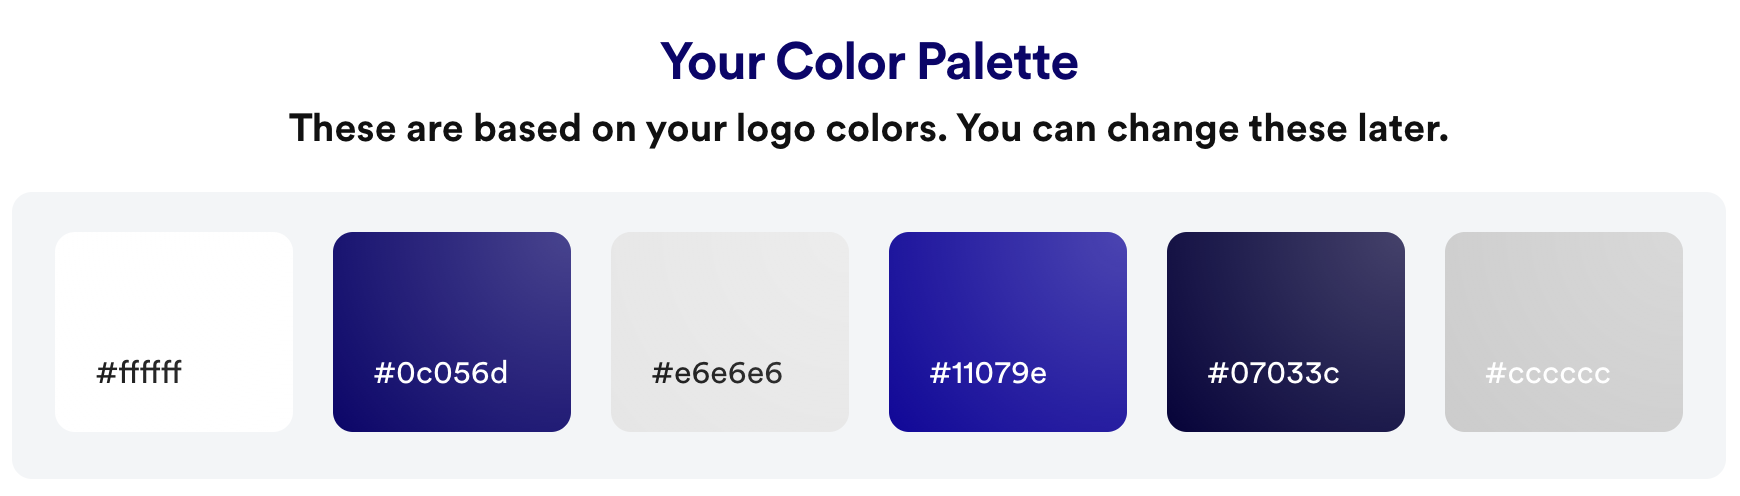 Your Color Palette
These are based on your logo colors. You can change these later.
#ffffff #0c056d #e6e6e6 #11079e #07033c #cccccc